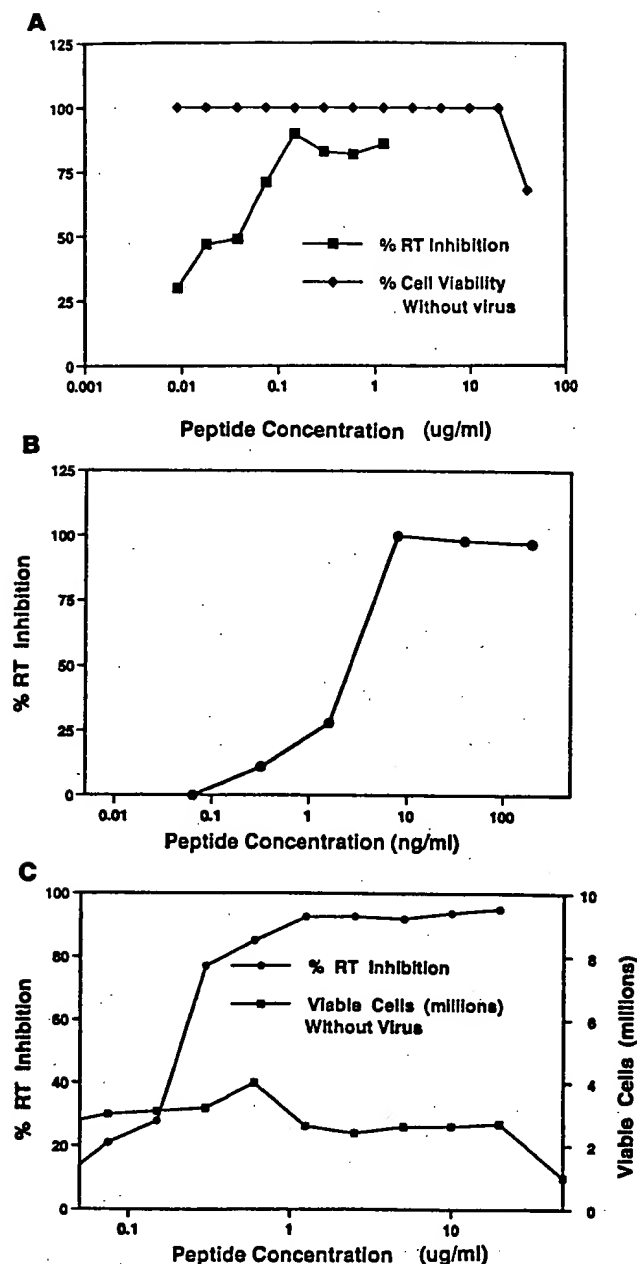 A
125
100
75
50
25
0
% RT Inhibition
% Cell Viability
Without virus
0.001
0.01
0.1
1
10
100
Peptide Concentration (ug/ml)
B
125
100
75
50
25
0
% RT Inhibition
0.01
0.1
1
10
100
Peptide Concentration (ng/ml)
C
100
80
60
40
20
0
% RT Inhibition
% RT Inhibition
Viable Cells (millions)
Without Virus
10
8
6
4
2
0
Viable Cells (millions)
0.1
1
10
Peptide Concentration (ug/ml)